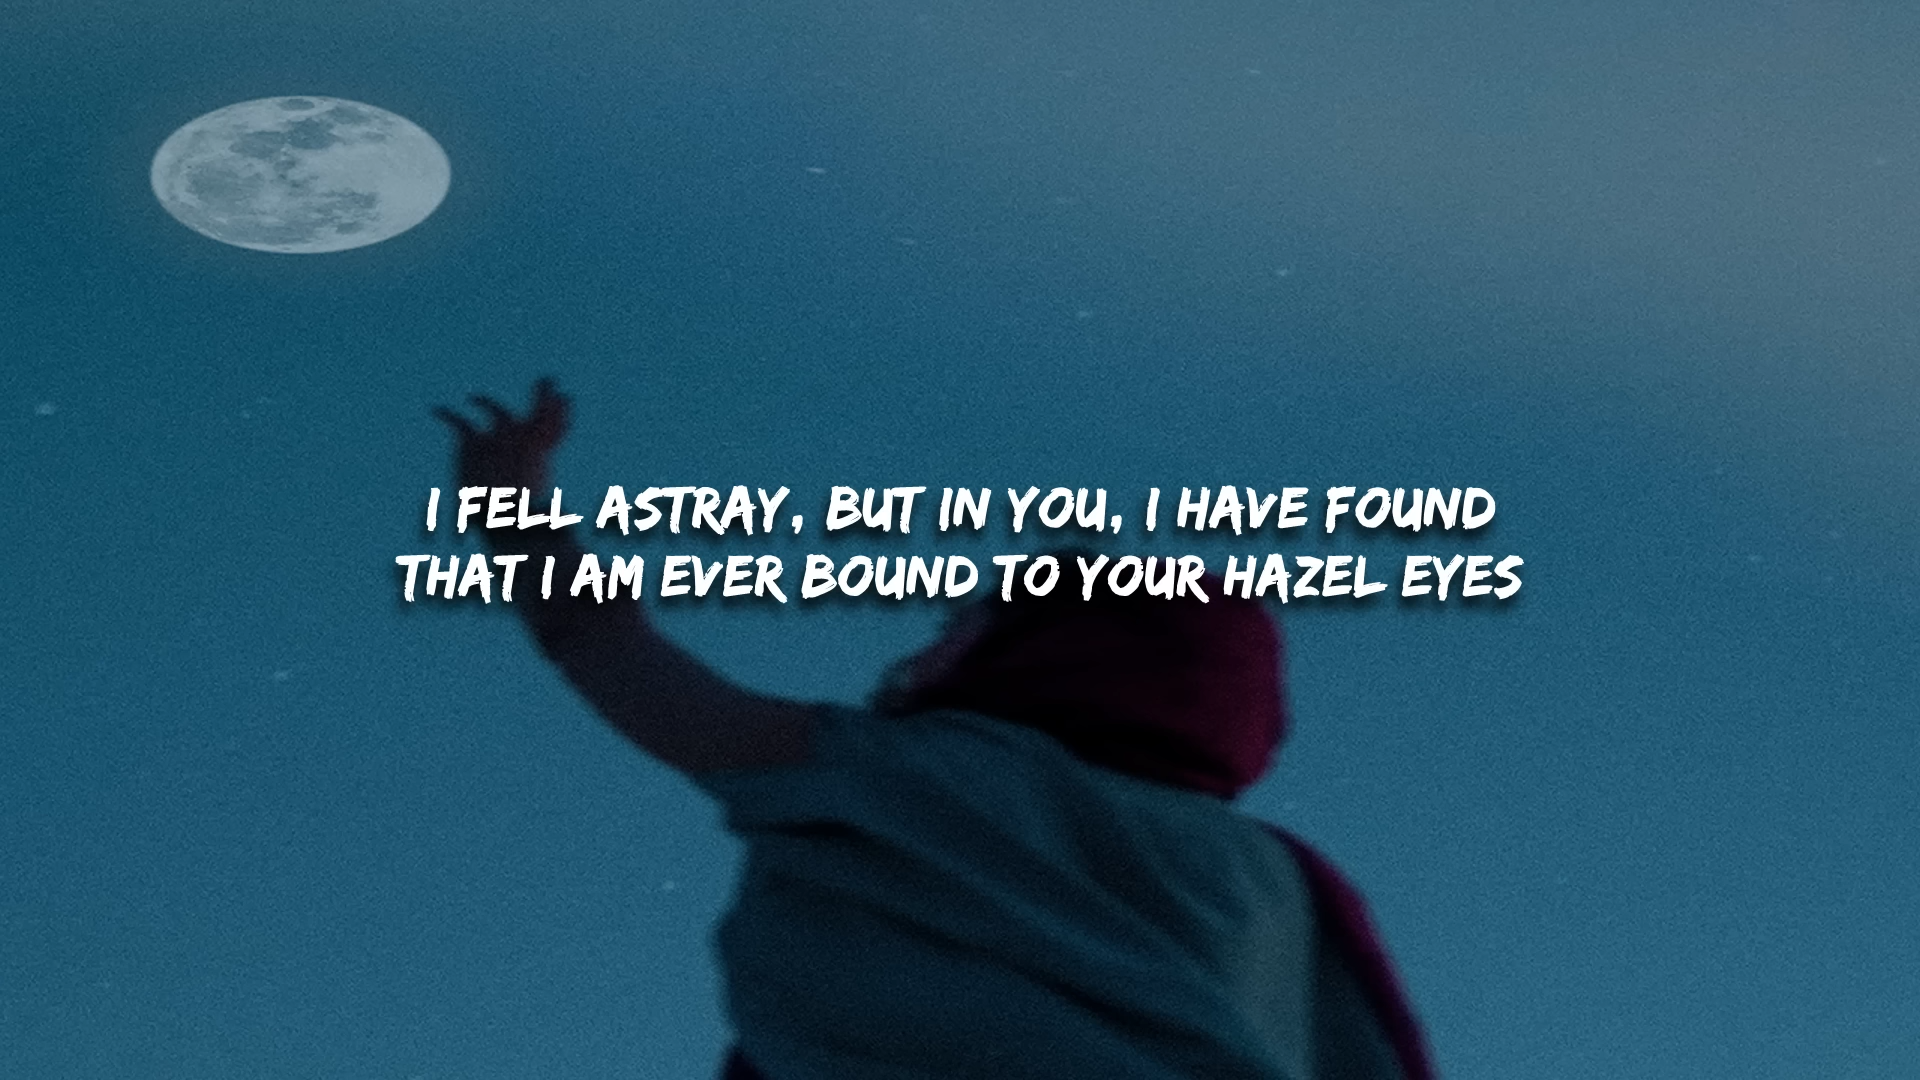 I FELL ASTRAY, BUT IN YOU, I HAVE FOUND
THAT I AM EVER BOUND TO YOUR HAZEL EYES